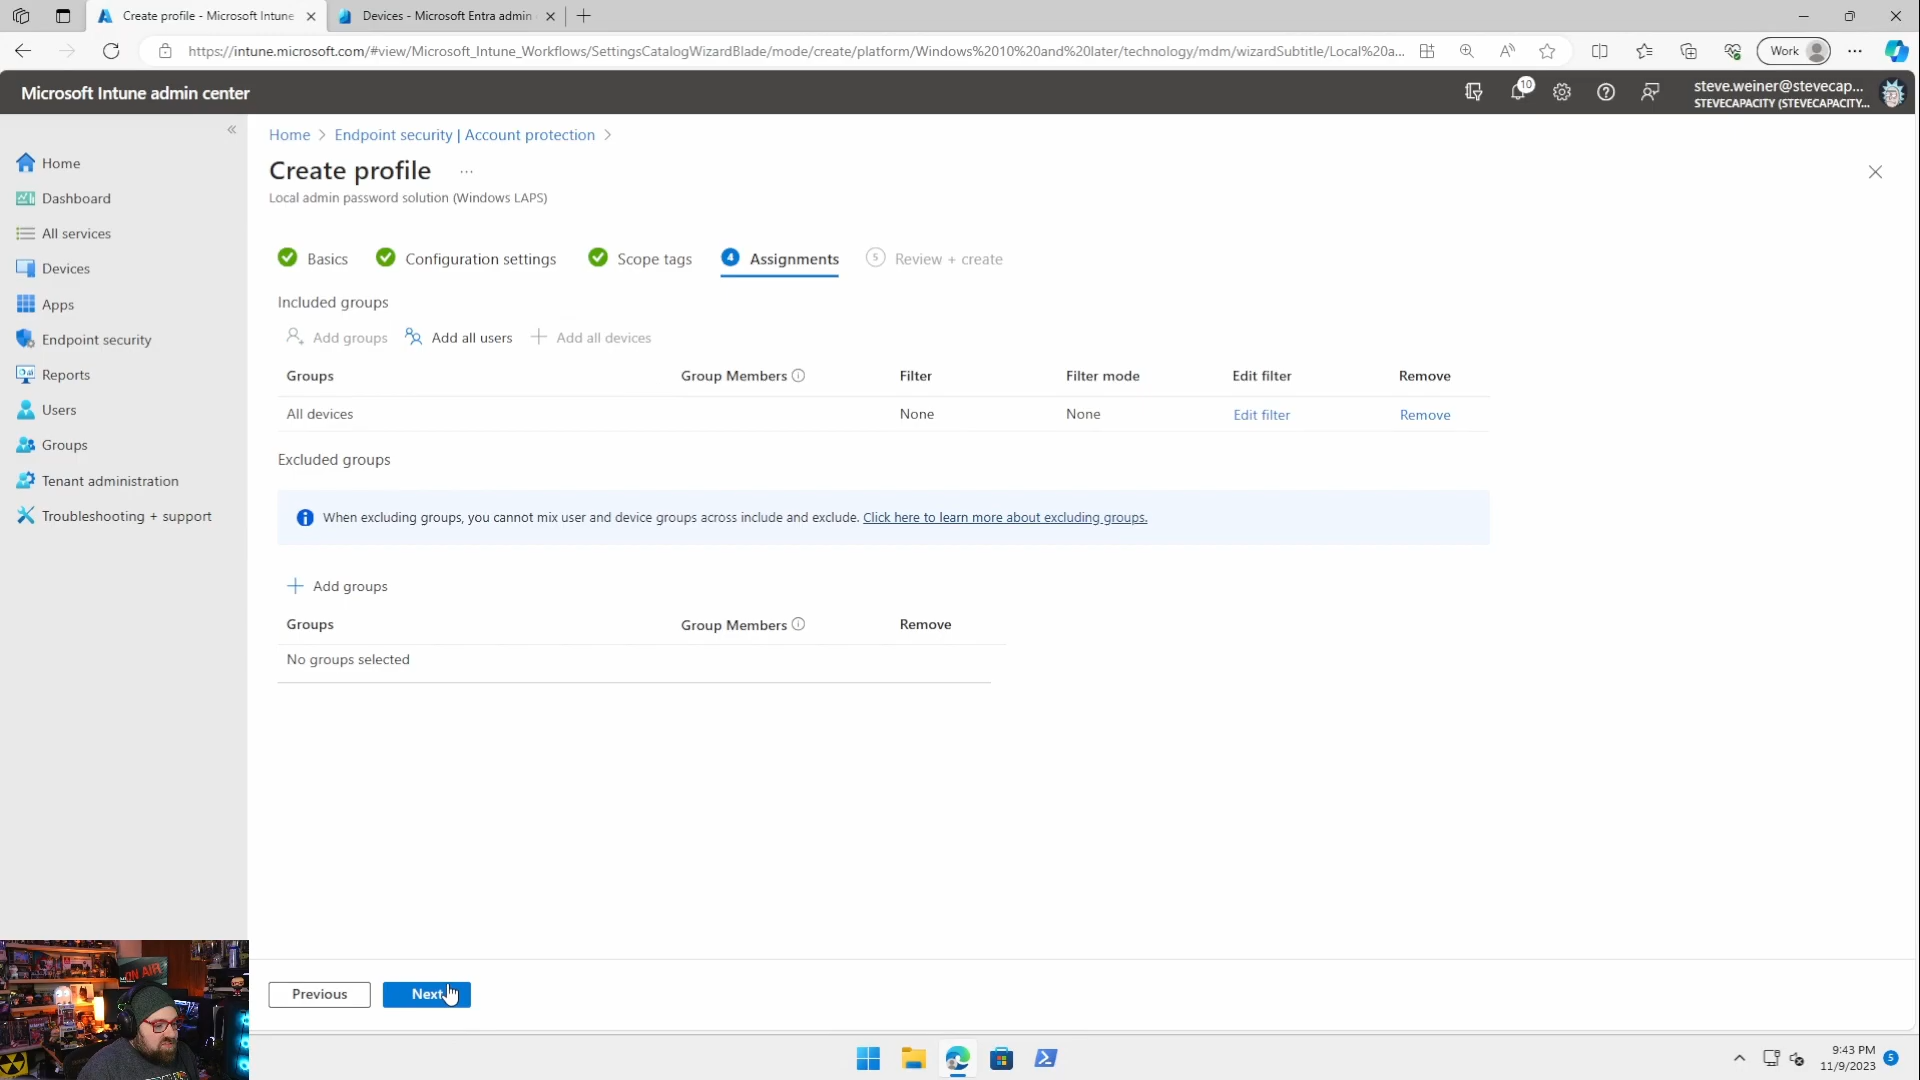 Create profile - Microsoft Intune
Devices - Microsoft Entra admin
https://intune.microsoft.com/#view/Microsoft_Intune_Workflows/SettingsCatalogWizardBlade/mode/create/platform/Windows%2010%20and%20later/technology/mdm/wizardSubtitle/Local%20a...
Work
Microsoft Intune admin center
10
steve.weiner@stevecap...
STEVECAPACITY (STEVECAPACITY...
Home
Dashboard
All services
Devices
Apps
Endpoint security
Reports
Users
Groups
Tenant administration
Troubleshooting + support
Home > Endpoint security | Account protection >
Create profile ...
Local admin password solution (Windows LAPS)
Basics
Configuration settings
Scope tags
4 Assignments
5 Review + create
Included groups
Add groups Add all users Add all devices
Groups Group Members Filter Filter mode Edit filter Remove
All devices None None Edit filter Remove
Excluded groups
When excluding groups, you cannot mix user and device groups across include and exclude. Click here to learn more about excluding groups.
Add groups
Groups Group Members Remove
No groups selected
Previous Next
ON AIR
9:43 PM
11/9/2023
5